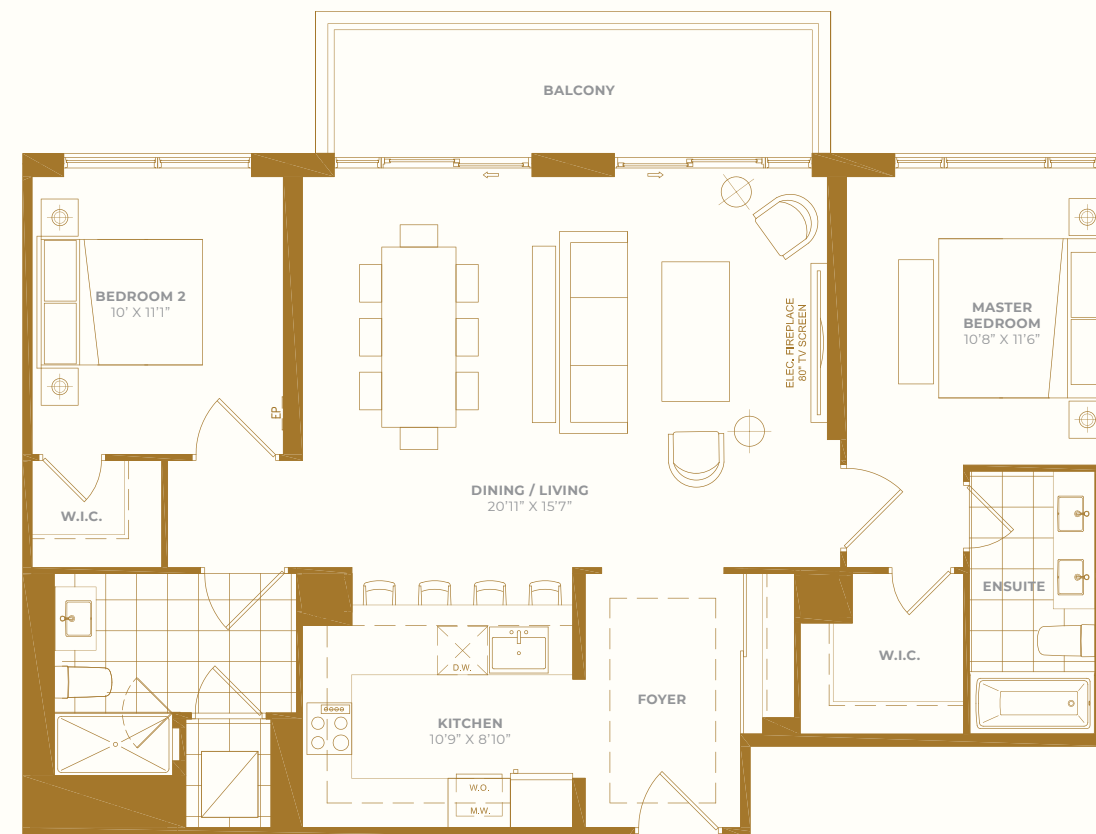 BALCONY
BEDROOM 2
10’ X 11’1”
MASTER
BEDROOM
10’8” X 11’6”
ELEC. FIREPLACE
80" TV SCREEN
EP
W.I.C.
DINING / LIVING
20’11” X 15’7”
ENSUITE
W.I.C.
D.W.
FOYER
KITCHEN
10’9” X 8’10”
W.O.
M.W.